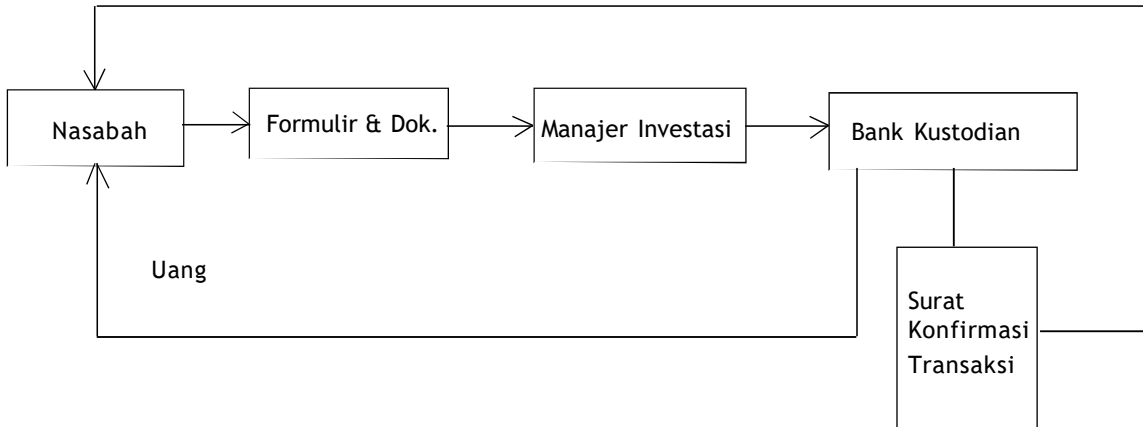 Nasabah
Formulir & Dok.
Manajer Investasi
Bank Kustodian
Uang
Surat
Konfirmasi
Transaksi